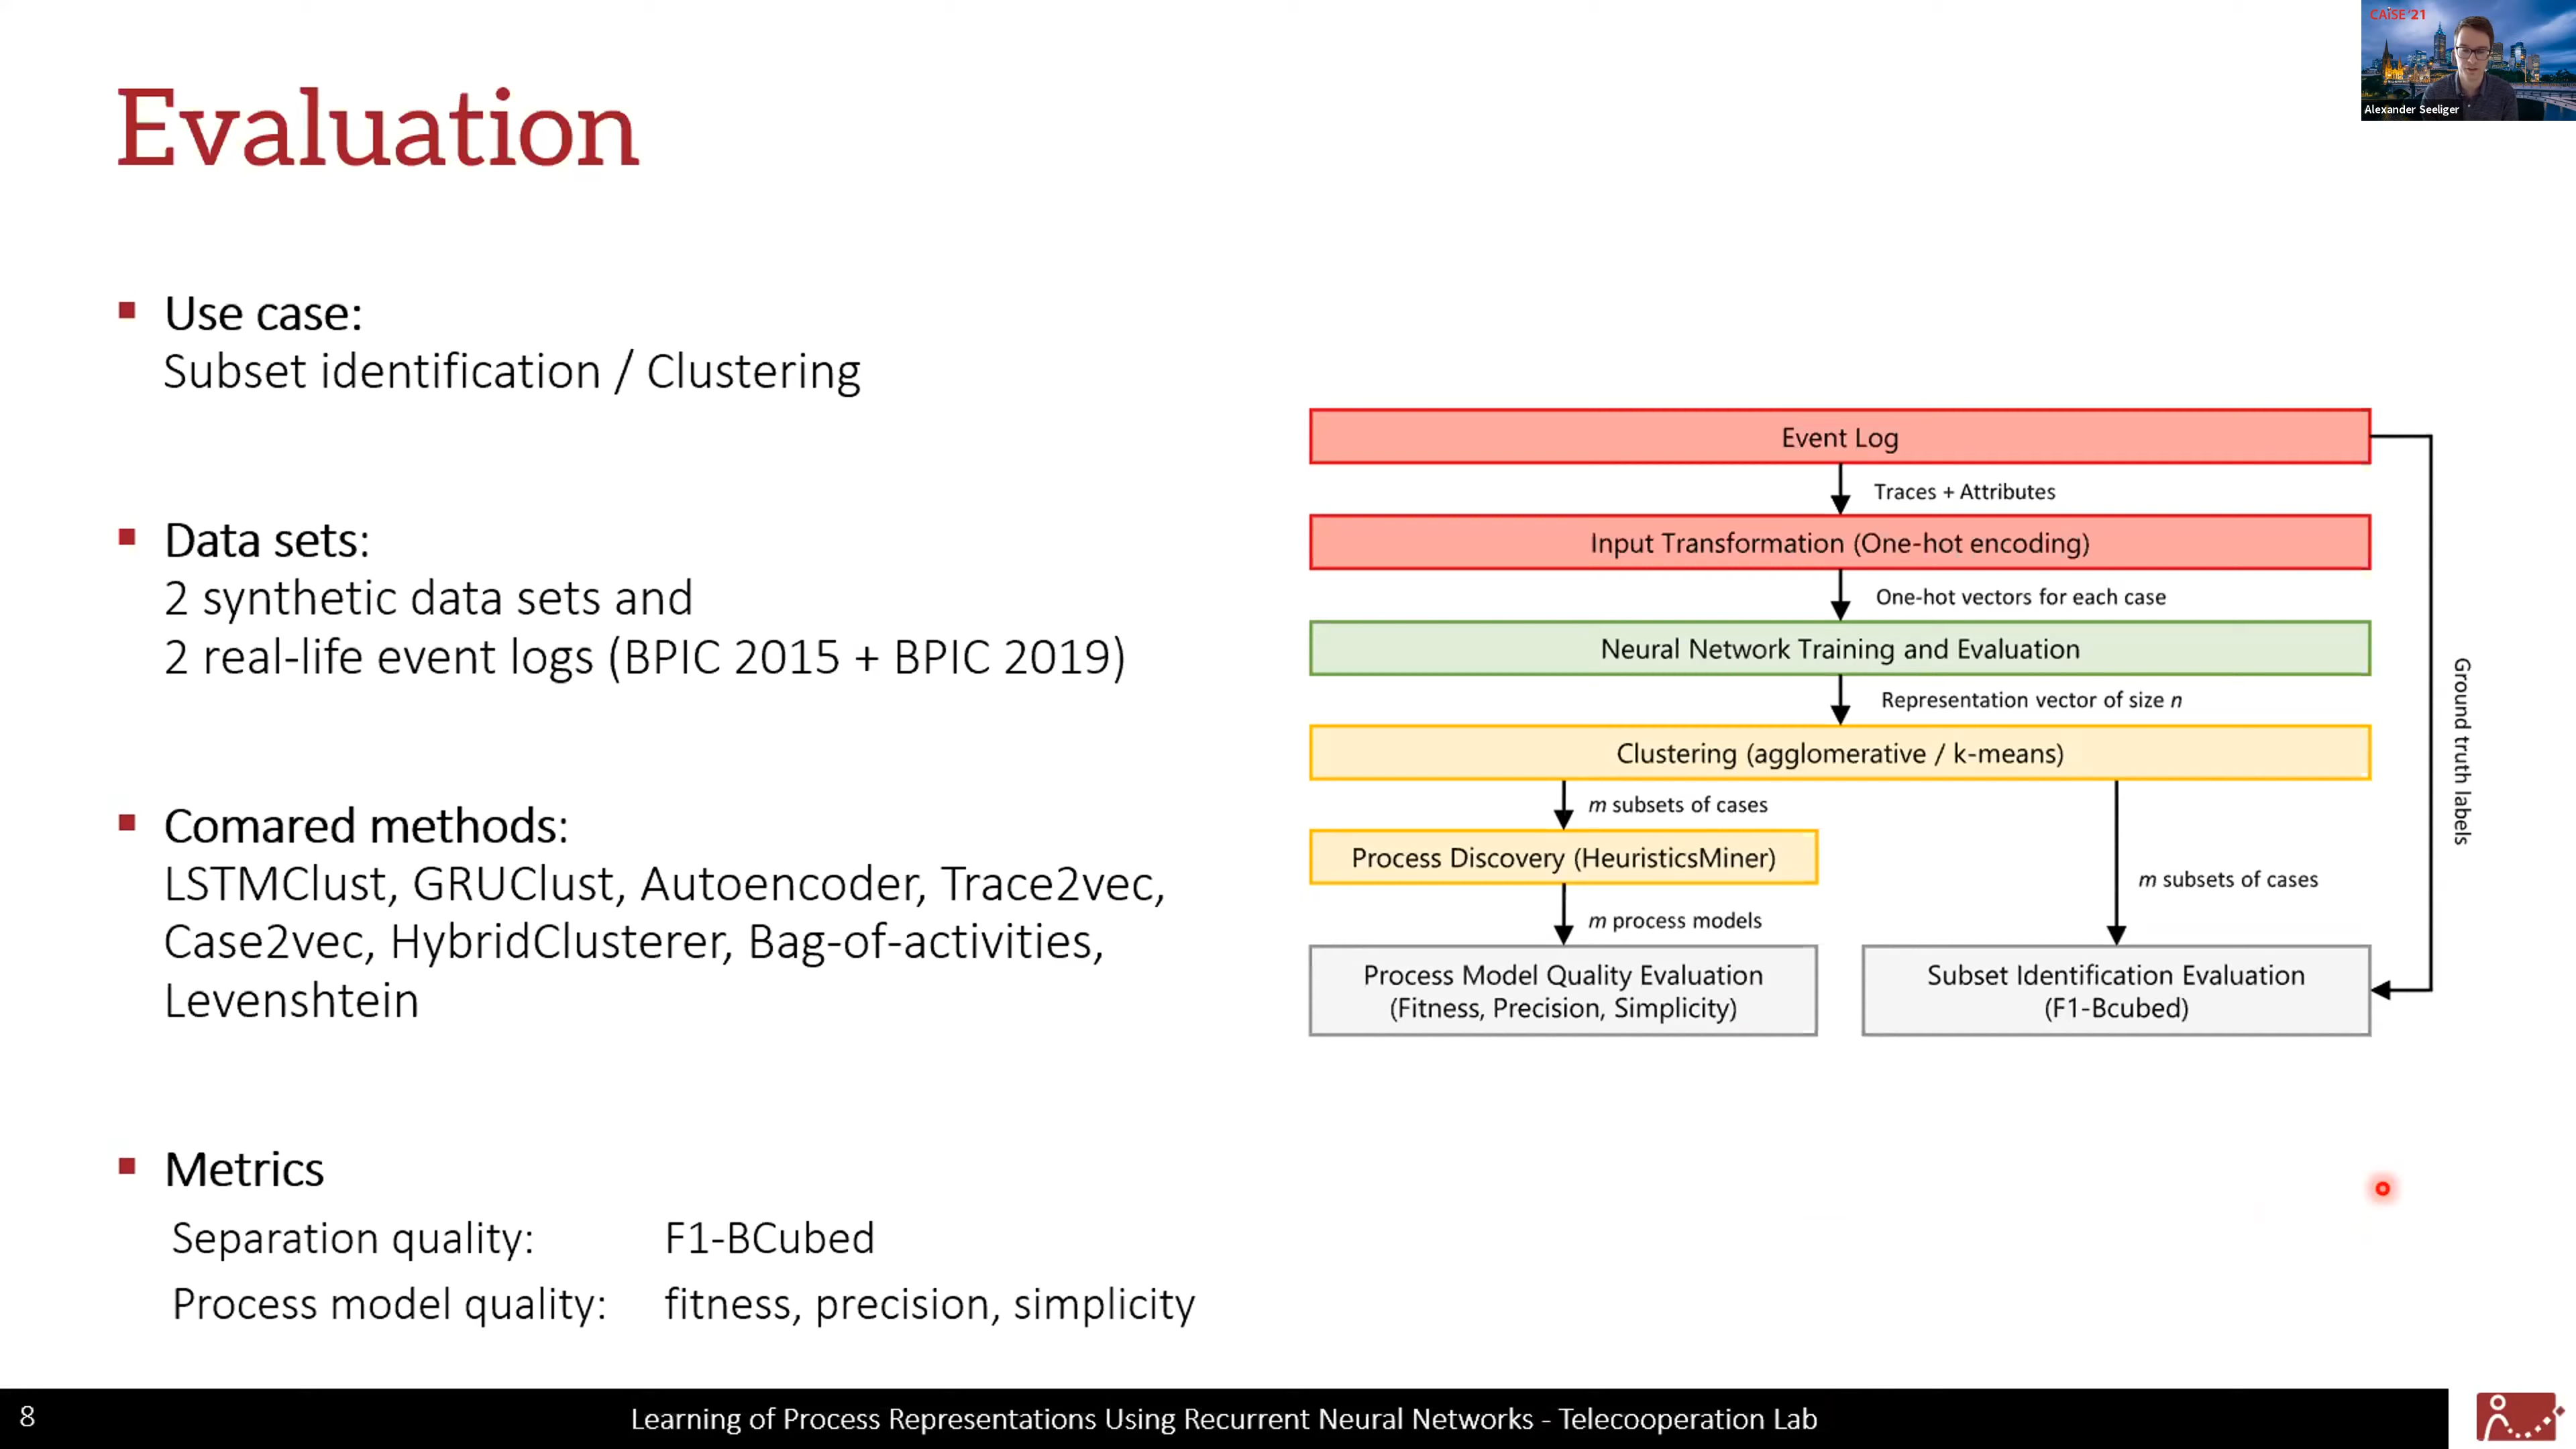 CAiSE '21
Alexander Seeliger
Evaluation
▪ Use case:
Subset identification / Clustering
▪ Data sets:
2 synthetic data sets and
2 real-life event logs (BPIC 2015 + BPIC 2019)
▪ Comared methods:
LSTMClust, GRUClust, Autoencoder, Trace2vec,
Case2vec, HybridClusterer, Bag-of-activities,
Levenshtein
▪ Metrics
Separation quality: F1-BCubed
Process model quality: fitness, precision, simplicity
Event Log
Traces + Attributes
Input Transformation (One-hot encoding)
One-hot vectors for each case
Neural Network Training and Evaluation
Representation vector of size n
Clustering (agglomerative / k-means)
m subsets of cases
Process Discovery (HeuristicsMiner)
m process models
Process Model Quality Evaluation
(Fitness, Precision, Simplicity)
m subsets of cases
Subset Identification Evaluation
(F1-Bcubed)
Ground truth labels
8
Learning of Process Representations Using Recurrent Neural Networks - Telecooperation Lab